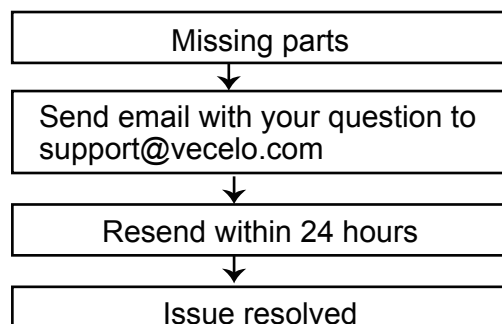 Missing parts
Send email with your question to
support@vecelo.com
Resend within 24 hours
Issue resolved